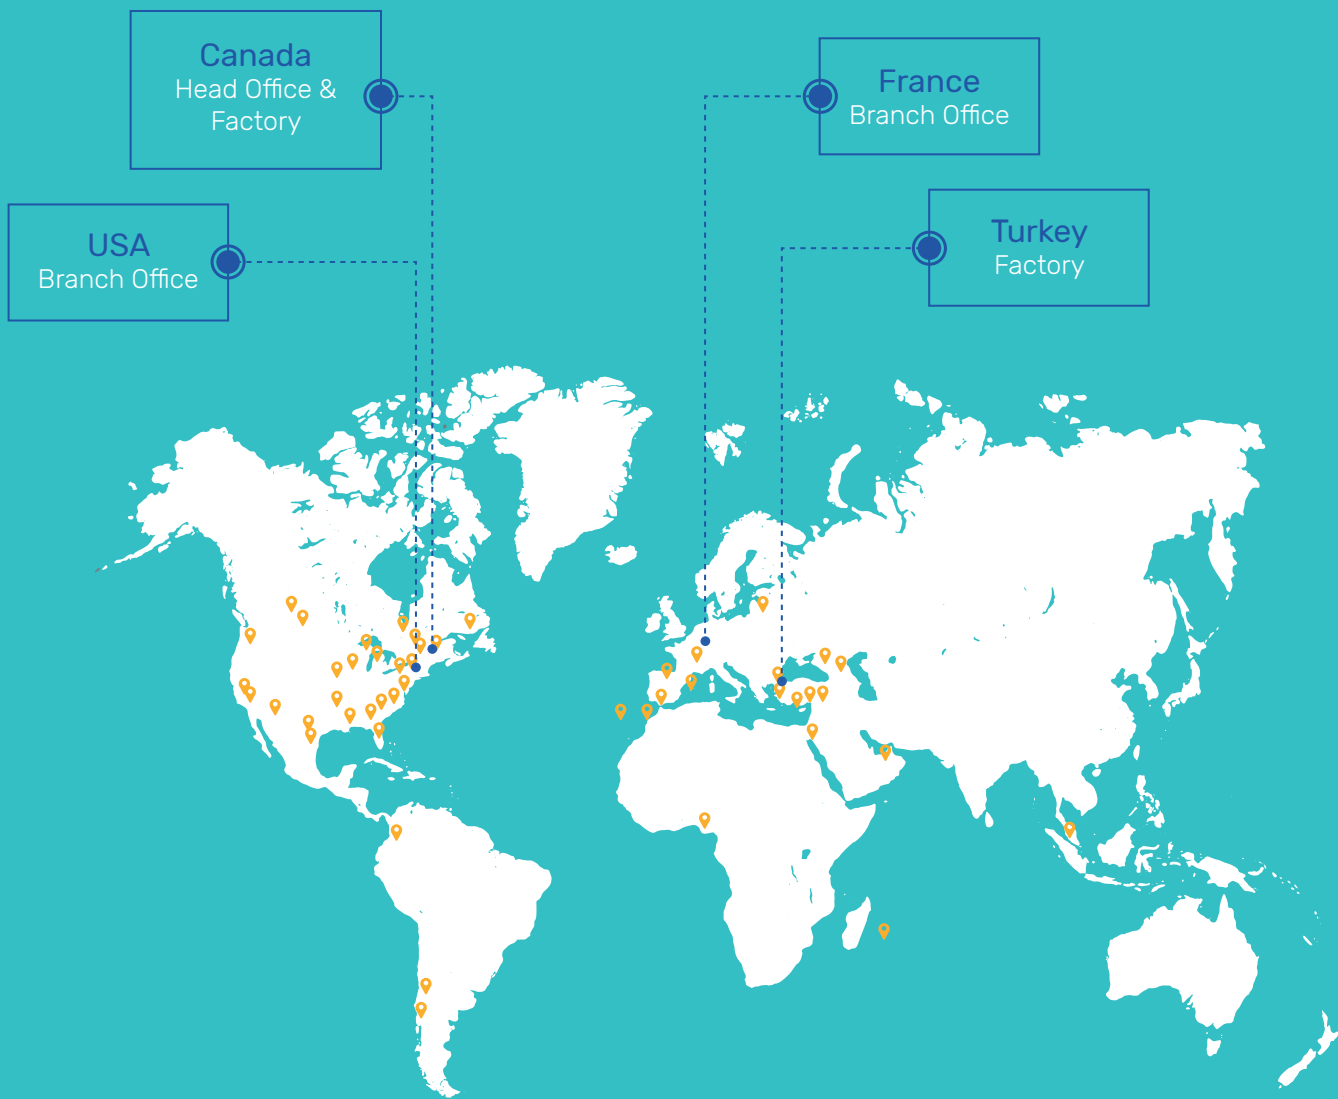 Canada
Head Office &
Factory
France
Branch Office
USA
Branch Office
Turkey
Factory